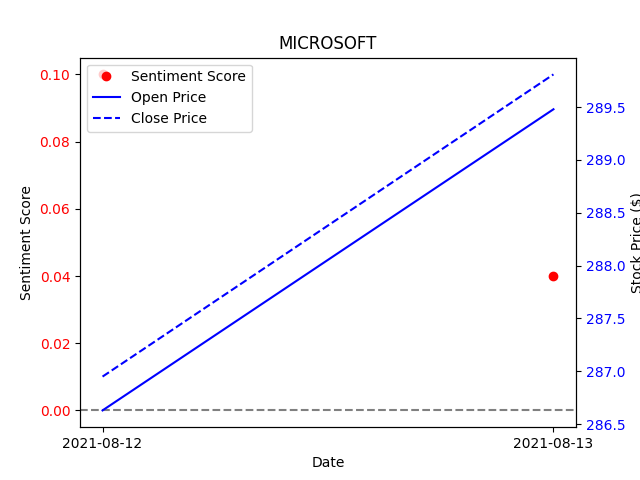 MICROSOFT
Sentiment Score
Open Price
Close Price
0.10
0.08
0.06
0.04
0.02
0.00
Sentiment Score
289.5
289.0
288.5
288.0
287.5
287.0
286.5
Stock Price ($)
2021-08-12
2021-08-13
Date